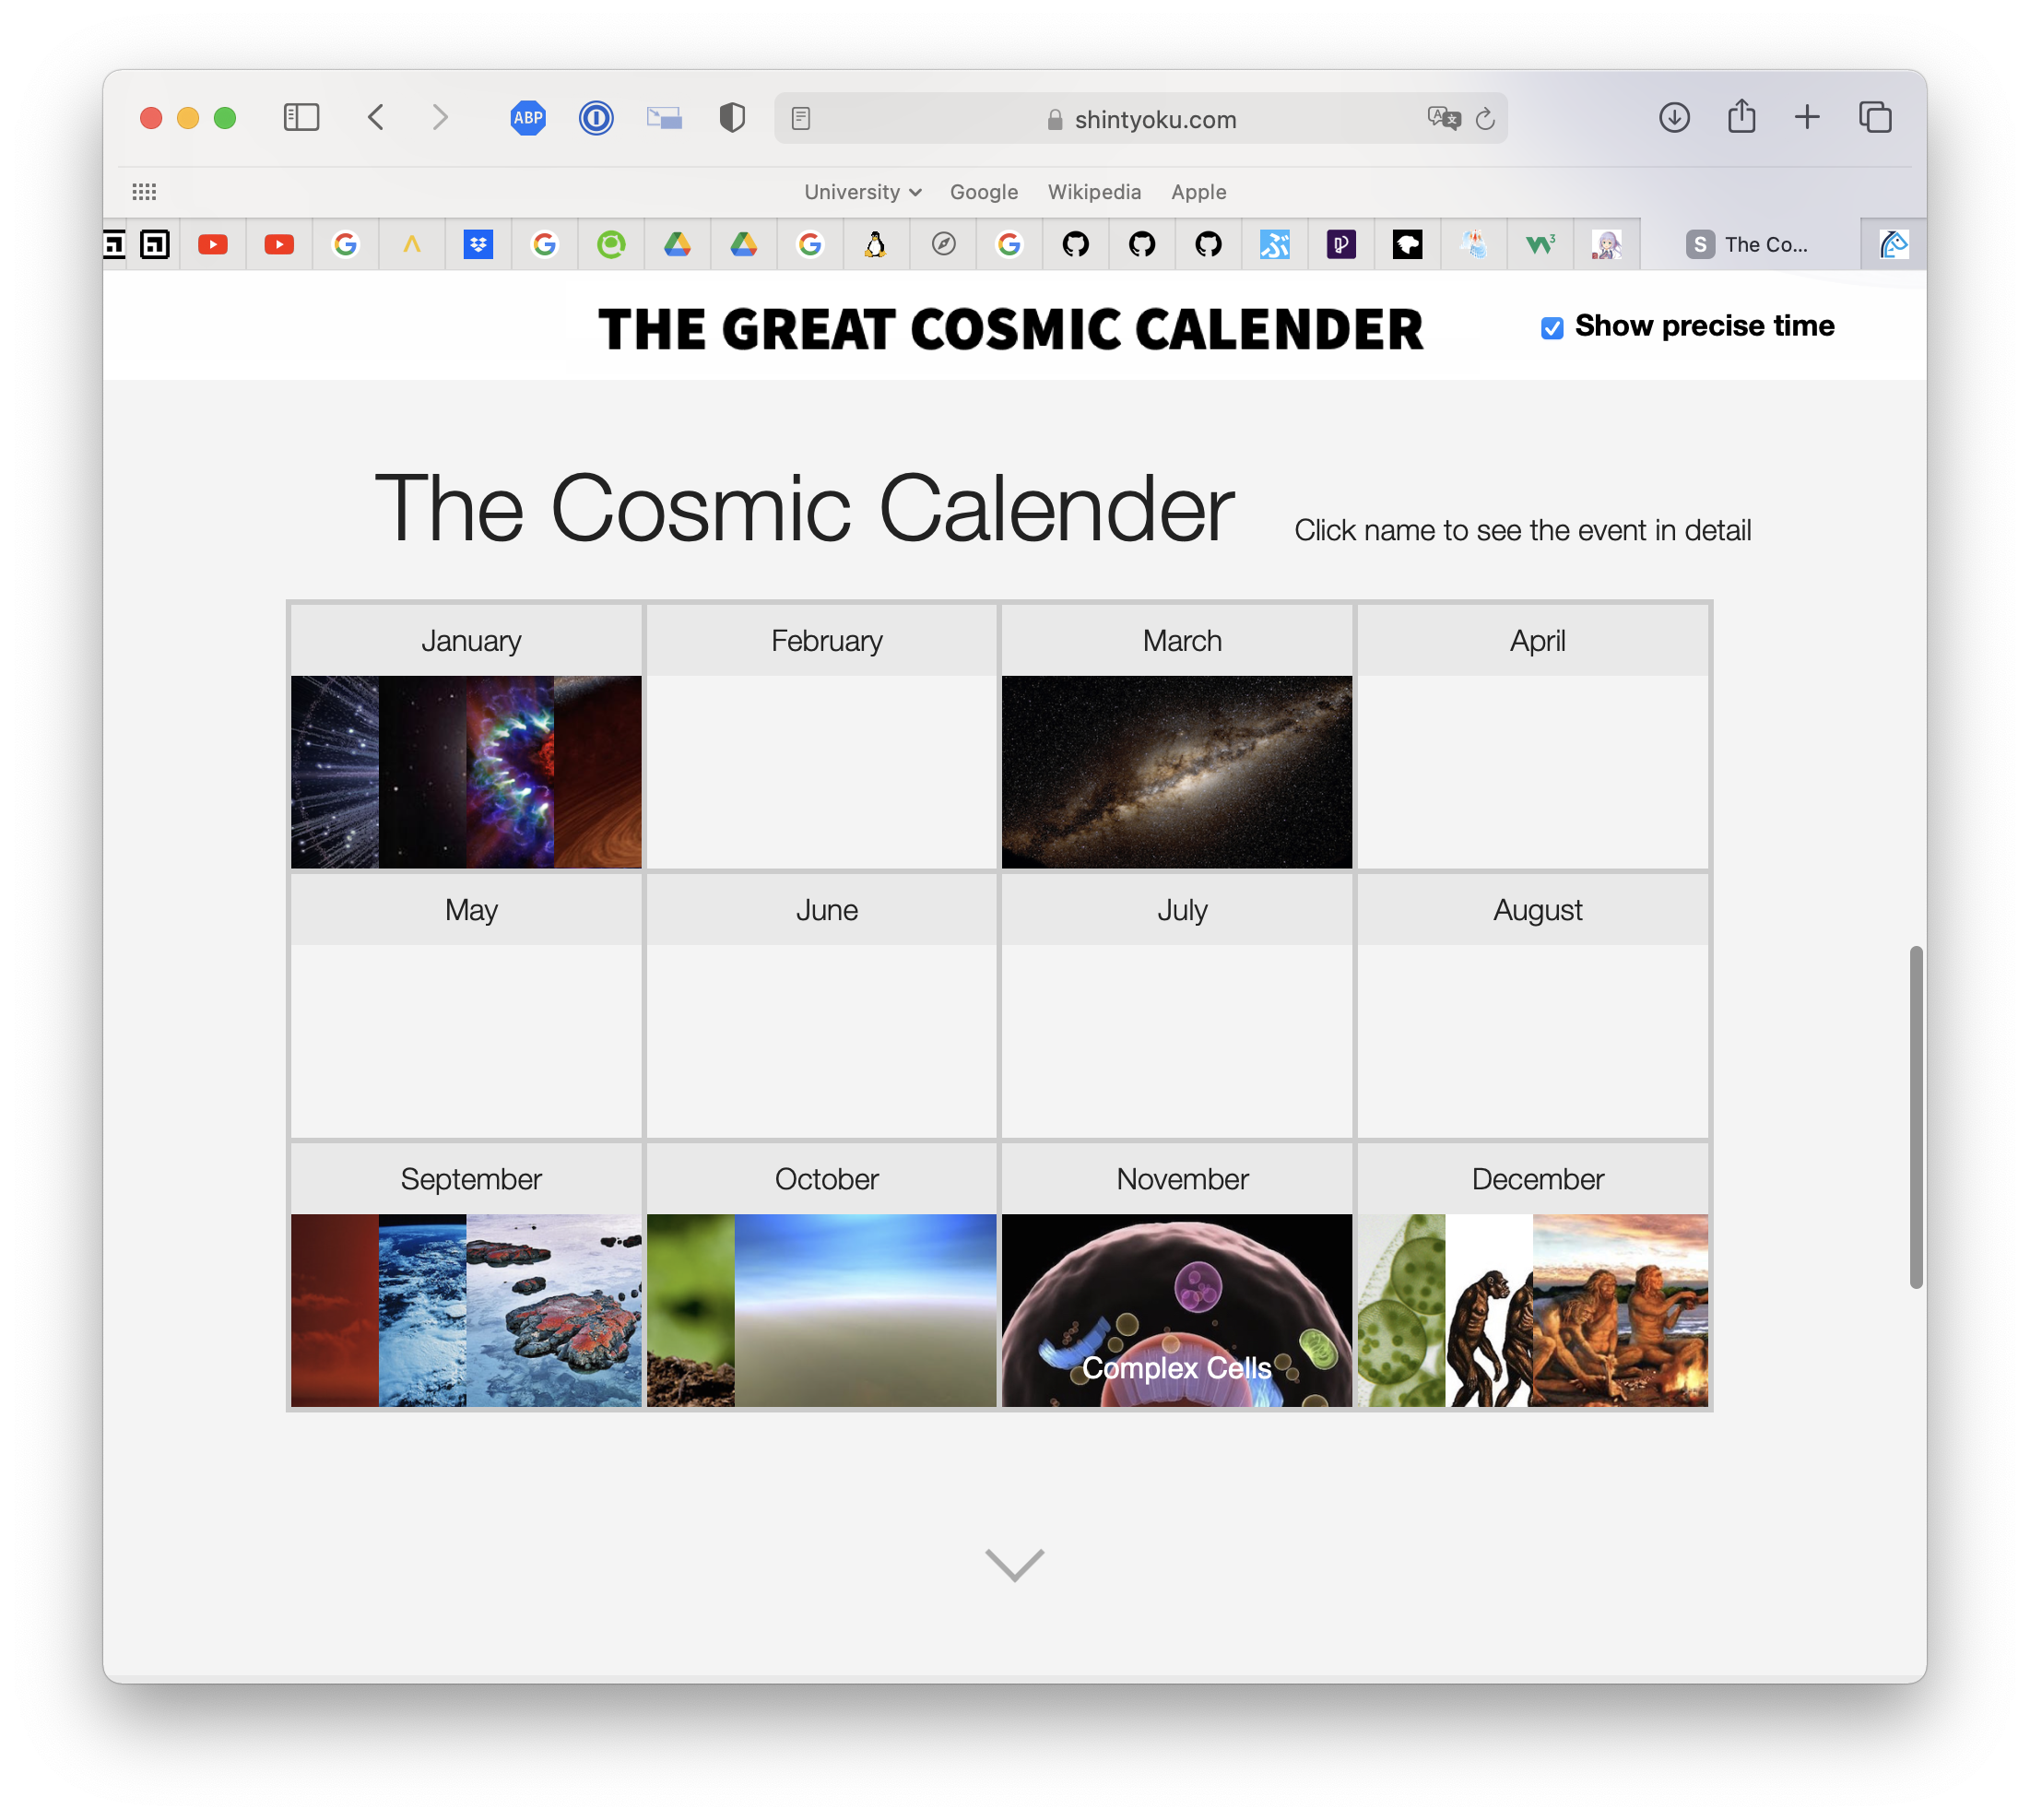 ABP
shintyoku.com
University
Google
Wikipedia
Apple
S The Co...
THE GREAT COSMIC CALENDER
Show precise time
The Cosmic Calender
Click name to see the event in detail
January
February
March
April
May
June
July
August
September
October
November
December
Complex Cells